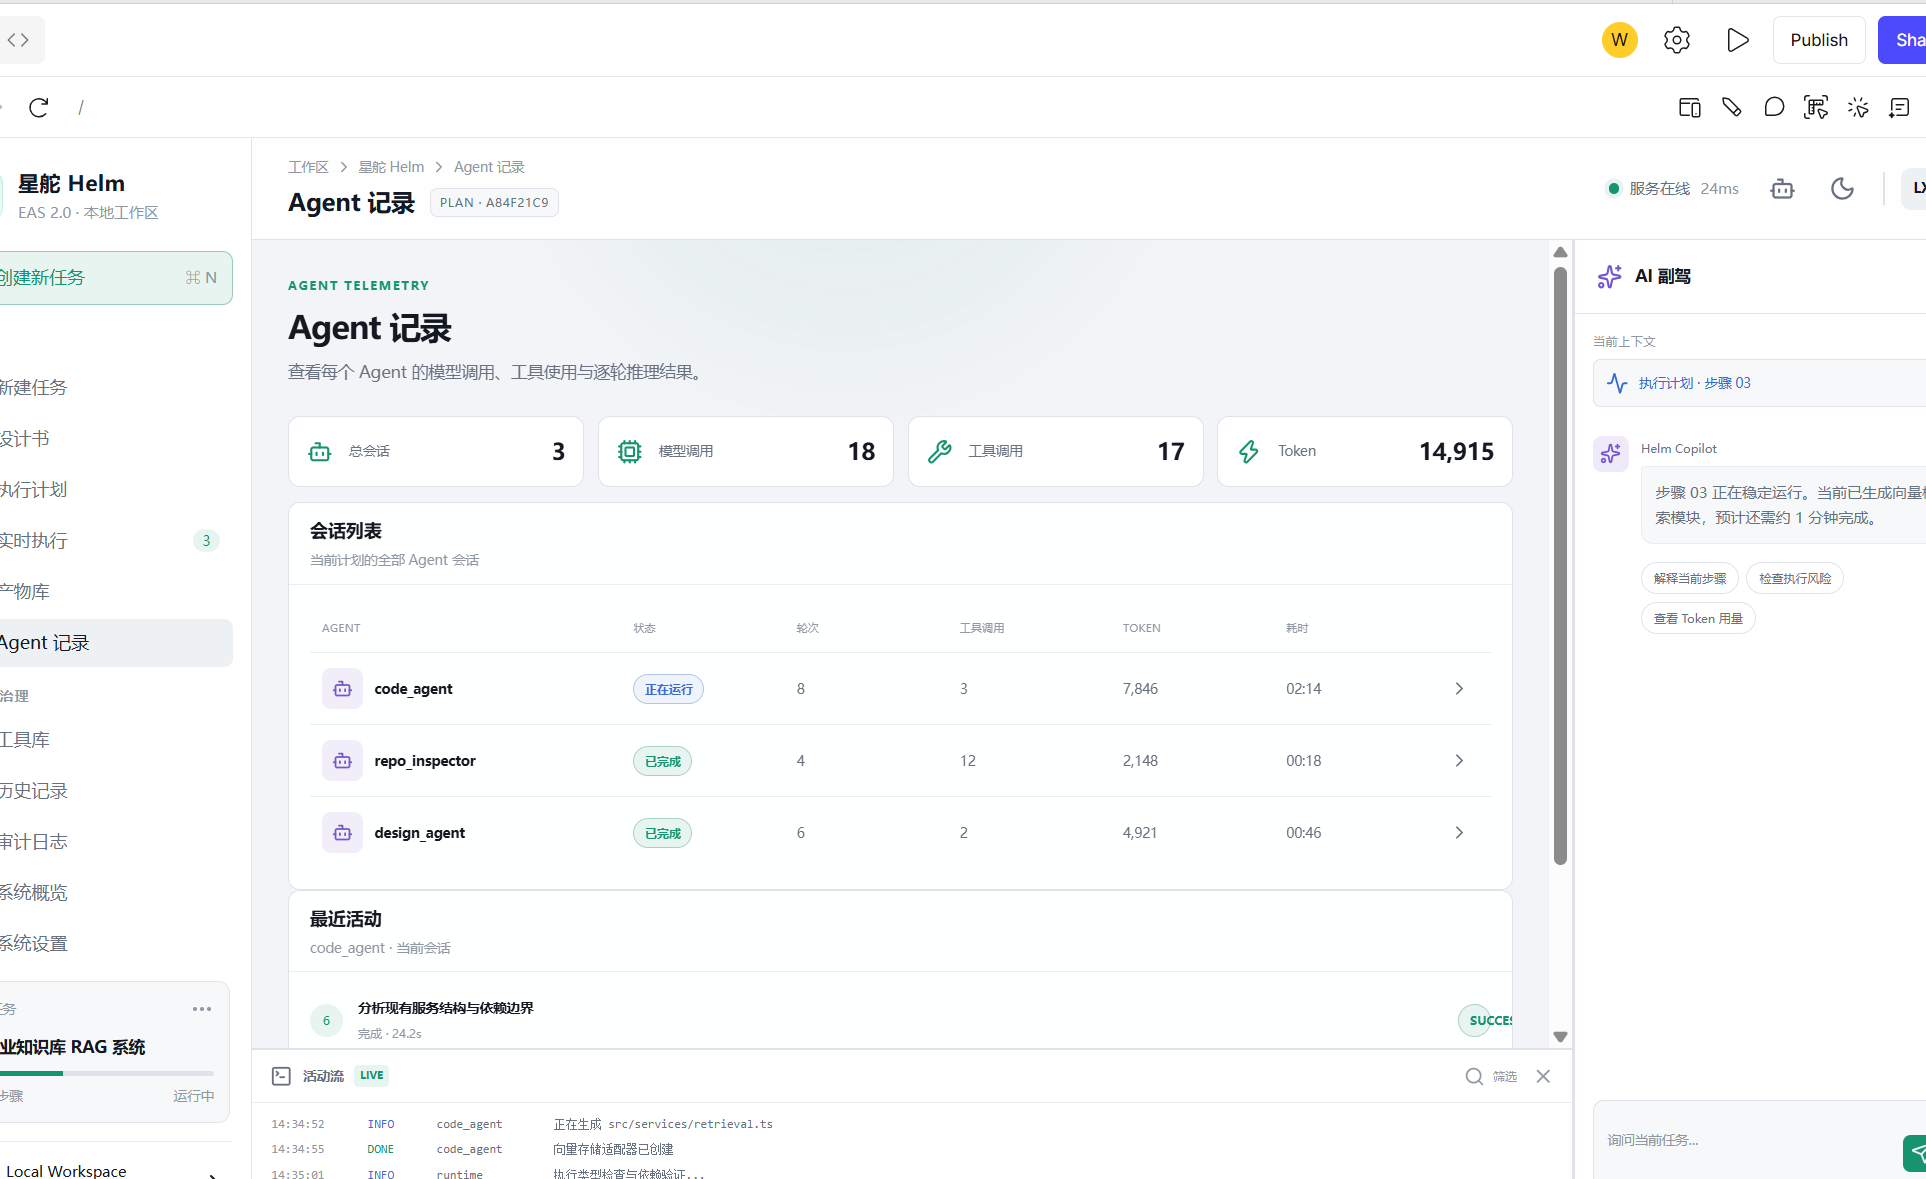 W
Publish
/
星舵 Helm
EAS 2.0 · 本地工作区
创建新任务
⌘ N
新建任务
设计书
执行计划
实时执行
3
产物库
Agent 记录
治理
工具库
历史记录
审计日志
系统概览
系统设置
业知识库 RAG 系统
步骤
运行中
Local Workspace
工作区 > 星舵 Helm > Agent 记录
Agent 记录
PLAN · A84F21C9
服务在线 24ms
AGENT TELEMETRY
Agent 记录
查看每个 Agent 的模型调用、工具使用与逐轮推理结果。
总会话
3
模型调用
18
工具调用
17
Token
14,915
会话列表
当前计划的全部 Agent 会话
AGENT 状态 轮次 工具调用 TOKEN 耗时
code_agent 正在运行 8 3 7,846 02:14
repo_inspector 已完成 4 12 2,148 00:18
design_agent 已完成 6 2 4,921 00:46
最近活动
code_agent · 当前会话
6
分析现有服务结构与依赖边界
完成 · 24.2s
活动流
LIVE
筛选
14:34:52 INFO code_agent 正在生成 src/services/retrieval.ts
14:34:55 DONE code_agent 向量存储适配器已创建
14:35:01 INFO runtime 执行类型检查与依赖验证...
AI 副驾
当前上下文
执行计划 · 步骤 03
Helm Copilot
步骤 03 正在稳定运行。当前已生成向量
索模块，预计还需约 1 分钟完成。
解释当前步骤
检查执行风险
查看 Token 用量
询问当前任务...